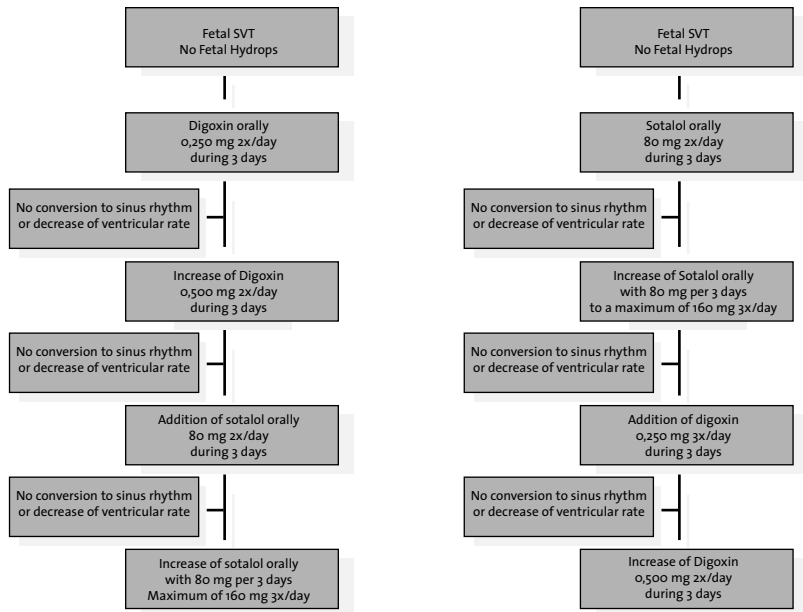 Fetal SVT
No Fetal Hydrops
Digoxin orally
0,250 mg 2x/day
during 3 days
No conversion to sinus rhythm
or decrease of ventricular rate
Increase of Digoxin
0,500 mg 2x/day
during 3 days
No conversion to sinus rhythm
or decrease of ventricular rate
Addition of sotalol orally
80 mg 2x/day
during 3 days
No conversion to sinus rhythm
or decrease of ventricular rate
Increase of sotalol orally
with 80 mg per 3 days
Maximum of 160 mg 3x/day
Fetal SVT
No Fetal Hydrops
Sotalol orally
80 mg 2x/day
during 3 days
No conversion to sinus rhythm
or decrease of ventricular rate
Increase of Sotalol orally
with 80 mg per 3 days
to a maximum of 160 mg 3x/day
No conversion to sinus rhythm
or decrease of ventricular rate
Addition of digoxin
0,250 mg 3x/day
during 3 days
No conversion to sinus rhythm
or decrease of ventricular rate
Increase of Digoxin
0,500 mg 2x/day
during 3 days